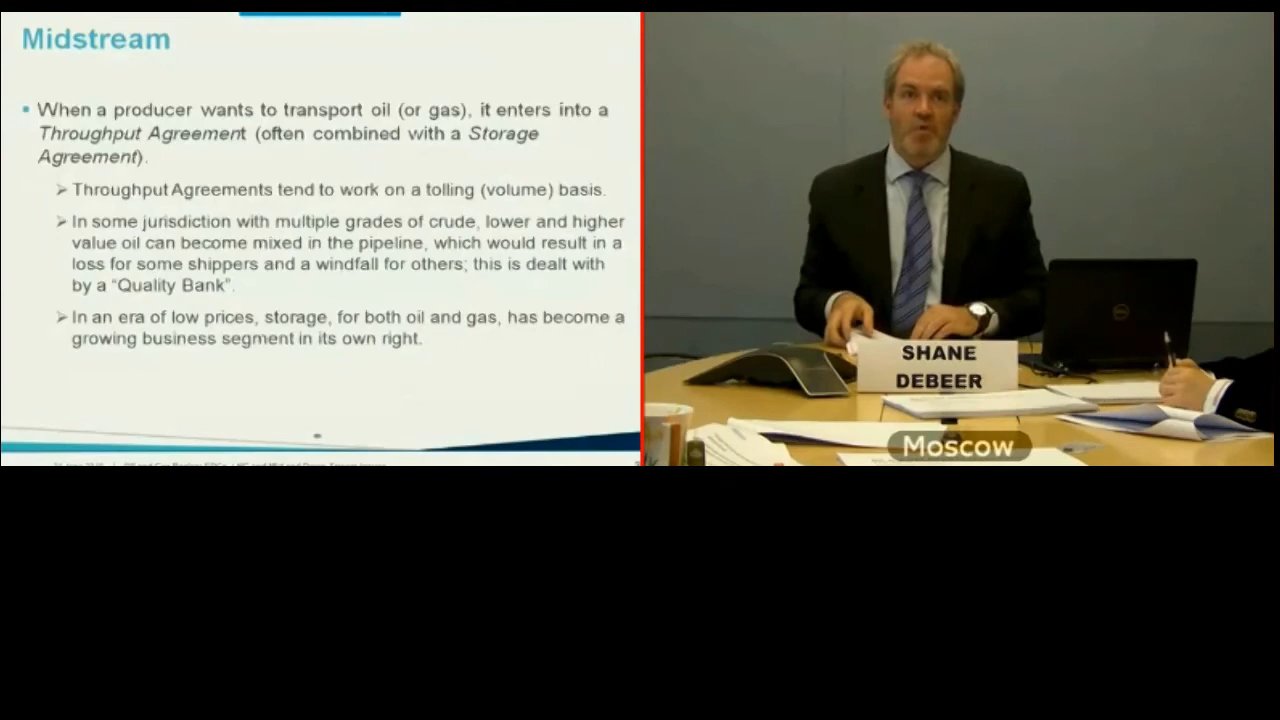 Midstream
When a producer wants to transport oil (or gas), it enters into a
Throughput Agreement (often combined with a Storage
Agreement).
Throughput Agreements tend to work on a tolling (volume) basis.
In some jurisdiction with multiple grades of crude, lower and higher
value oil can become mixed in the pipeline, which would result in a
loss for some shippers and a windfall for others; this is dealt with
by a “Quality Bank”.
In an era of low prices, storage, for both oil and gas, has become a
growing business segment in its own right.
SHANE
DEBEER
Moscow